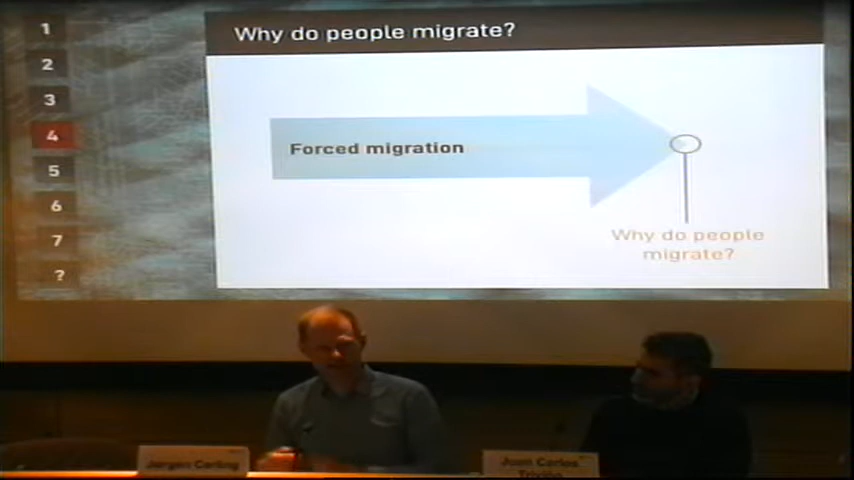 1
2
3
4
5
6
7
?
Why do people migrate?
Forced migration
Why do people
migrate?
Jørgen Carling
Juan Carlos